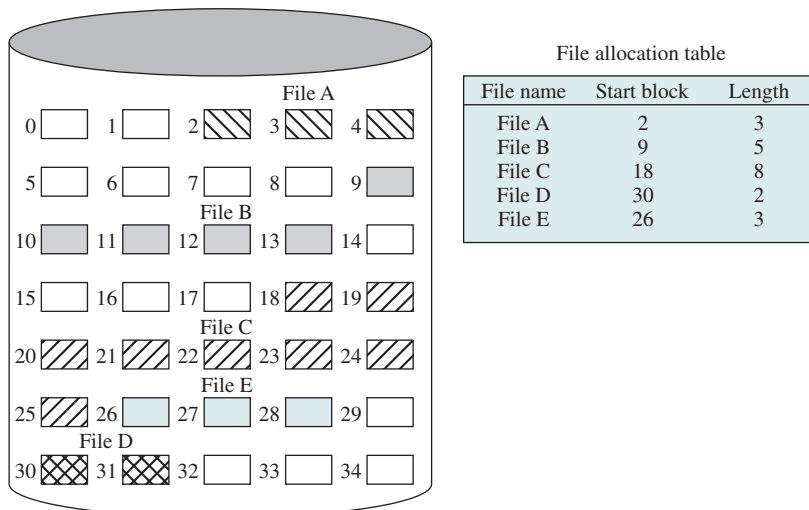 File allocation table
File name Start block Length
File A 2 3
File B 9 5
File C 18 8
File D 30 2
File E 26 3
File A
0 1 2 3 4
5 6 7 8 9
File B
10 11 12 13 14
15 16 17 18 19
File C
20 21 22 23 24
File E
25 26 27 28 29
File D
30 31 32 33 34